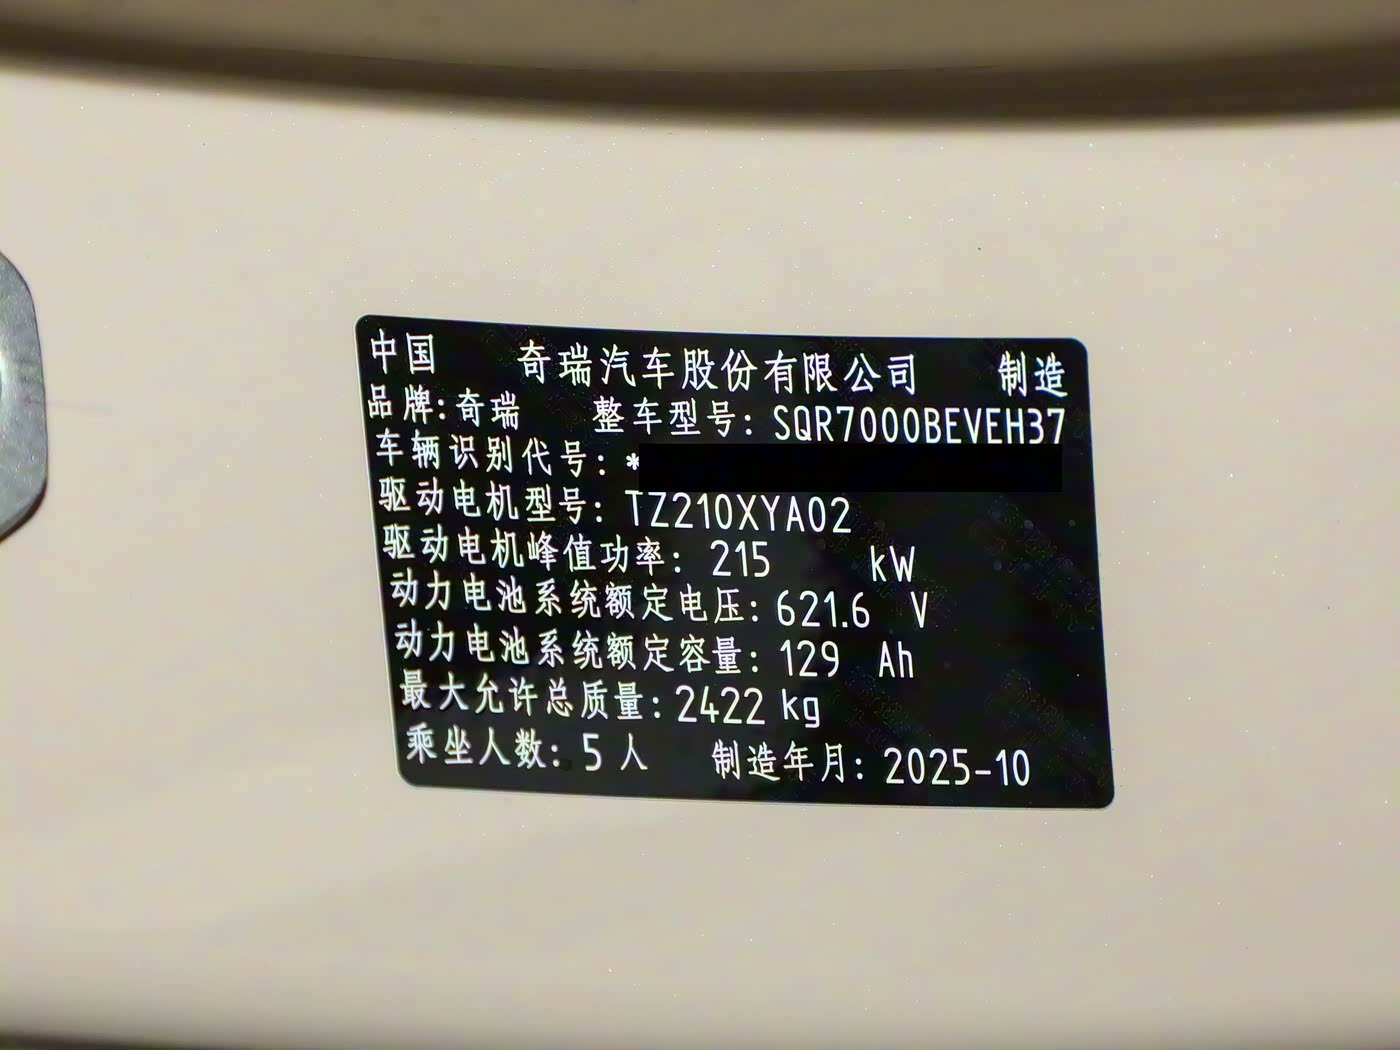 中国 奇瑞汽车股份有限公司 制造
品牌:奇瑞 整车型号:SQR7000BEVEH37
车辆识别代号:*
驱动电机型号:TZ210XYA02
驱动电机峰值功率: 215 kW
动力电池系统额定电压:621.6 V
动力电池系统额定容量:129 Ah
最大允许总质量:2422 kg
乘坐人数:5人 制造年月:2025-10